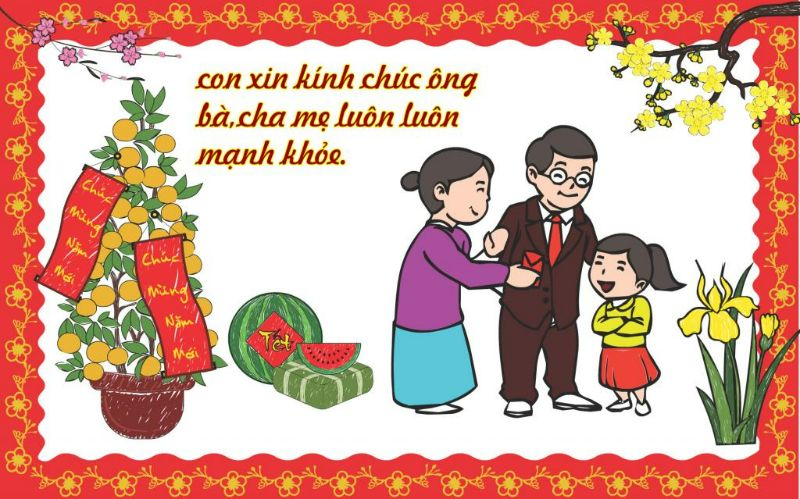 con xin kính chúc ông
bà,cha mẹ luôn luôn
mạnh khỏe.
Chúc
Mừng
Năm
Mới
Chúc
Mừng
Năm
Mới
Tết